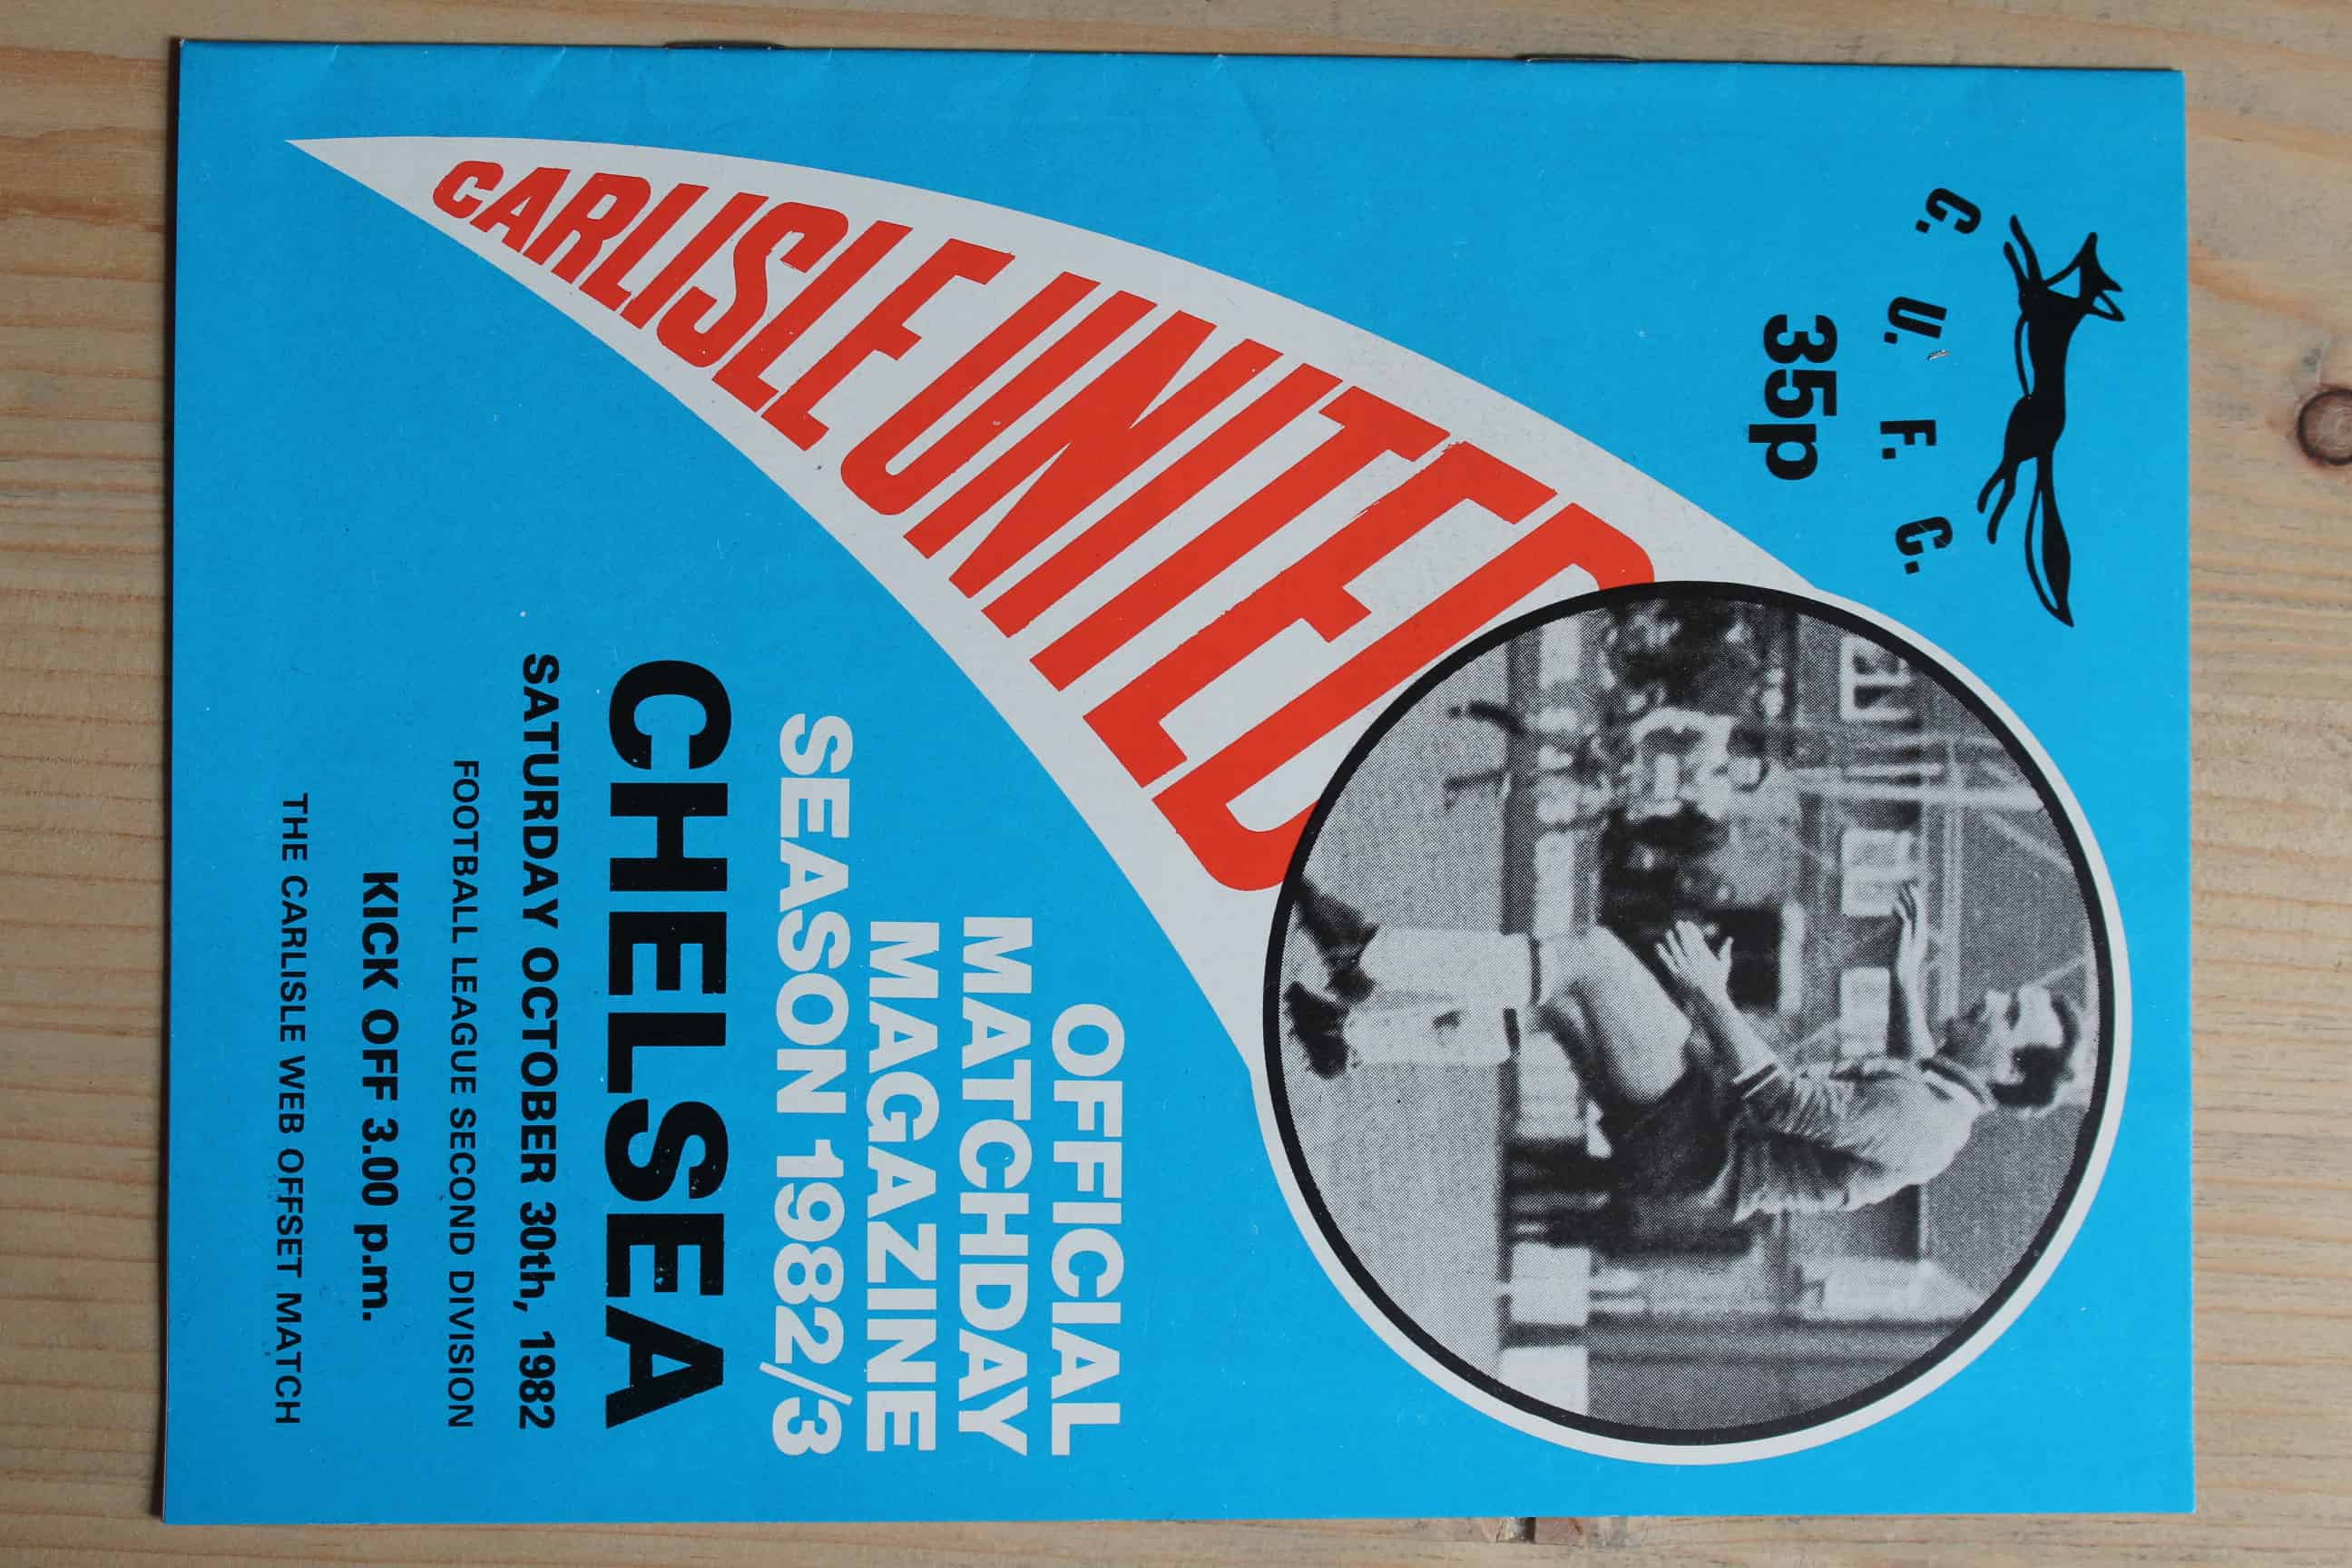 C. U. F. C.
35p
CARLISLE UNITED
OFFICIAL
MATCHDAY
MAGAZINE
SEASON 1982/3
CHELSEA
SATURDAY OCTOBER 30th, 1982
FOOTBALL LEAGUE SECOND DIVISION
KICK OFF 3.00 p.m.
THE CARLISLE WEB OFFSET MATCH